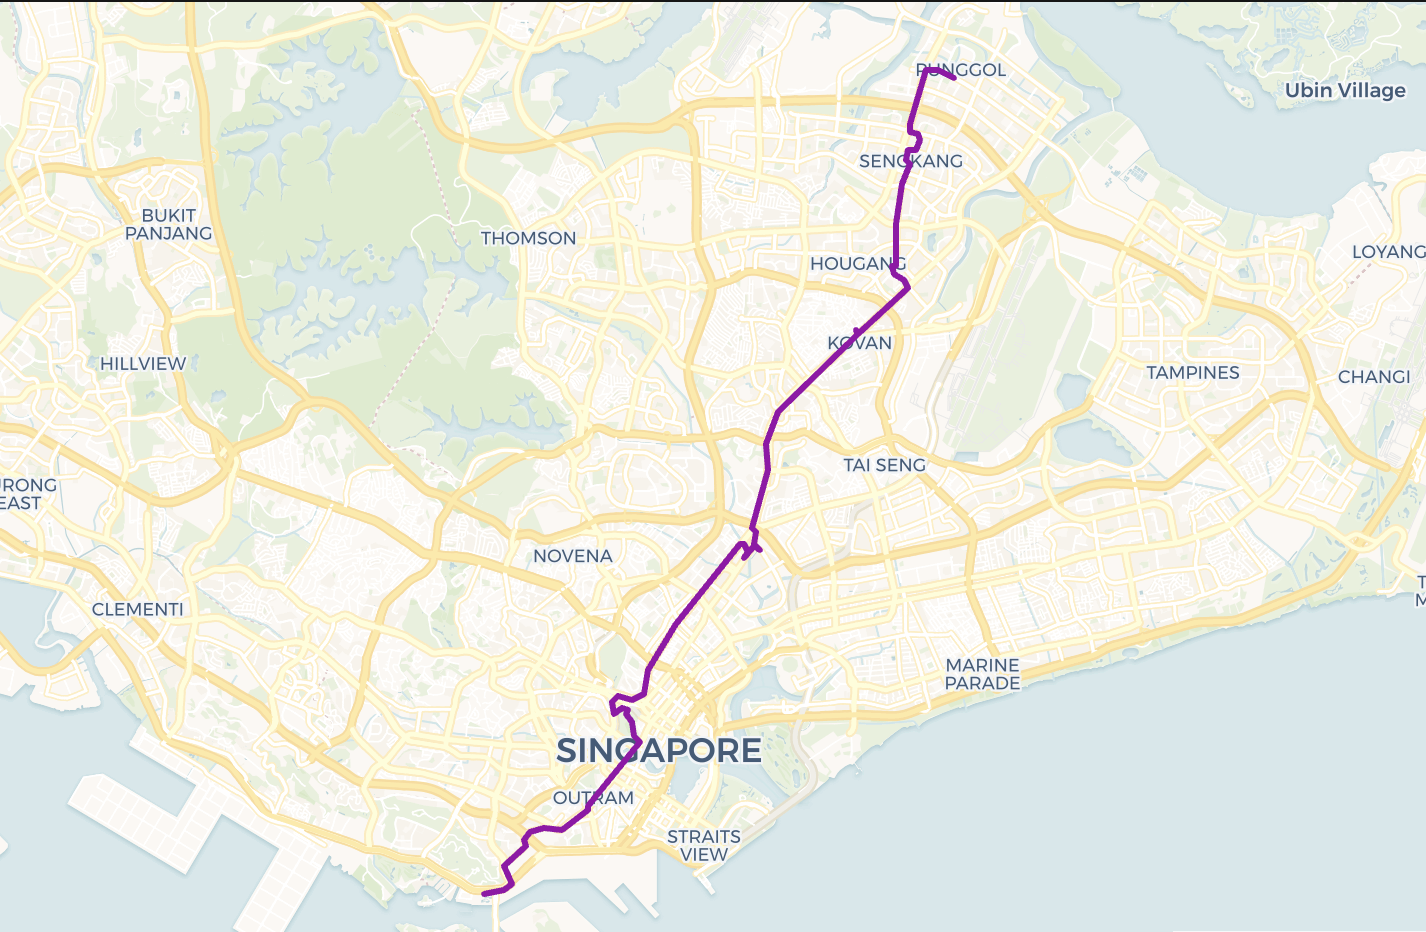 PUNGGOL
Ubin Village
SENGKANG
BUKIT
PANJANG
THOMSON
LOYANG
HOUGANG
KOVAN
HILLVIEW
TAMPINES
CHANGI
TAI SENG
URONG
EAST
NOVENA
CLEMENTI
T
M
MARINE
PARADE
SINGAPORE
OUTRAM
STRAITS
VIEW